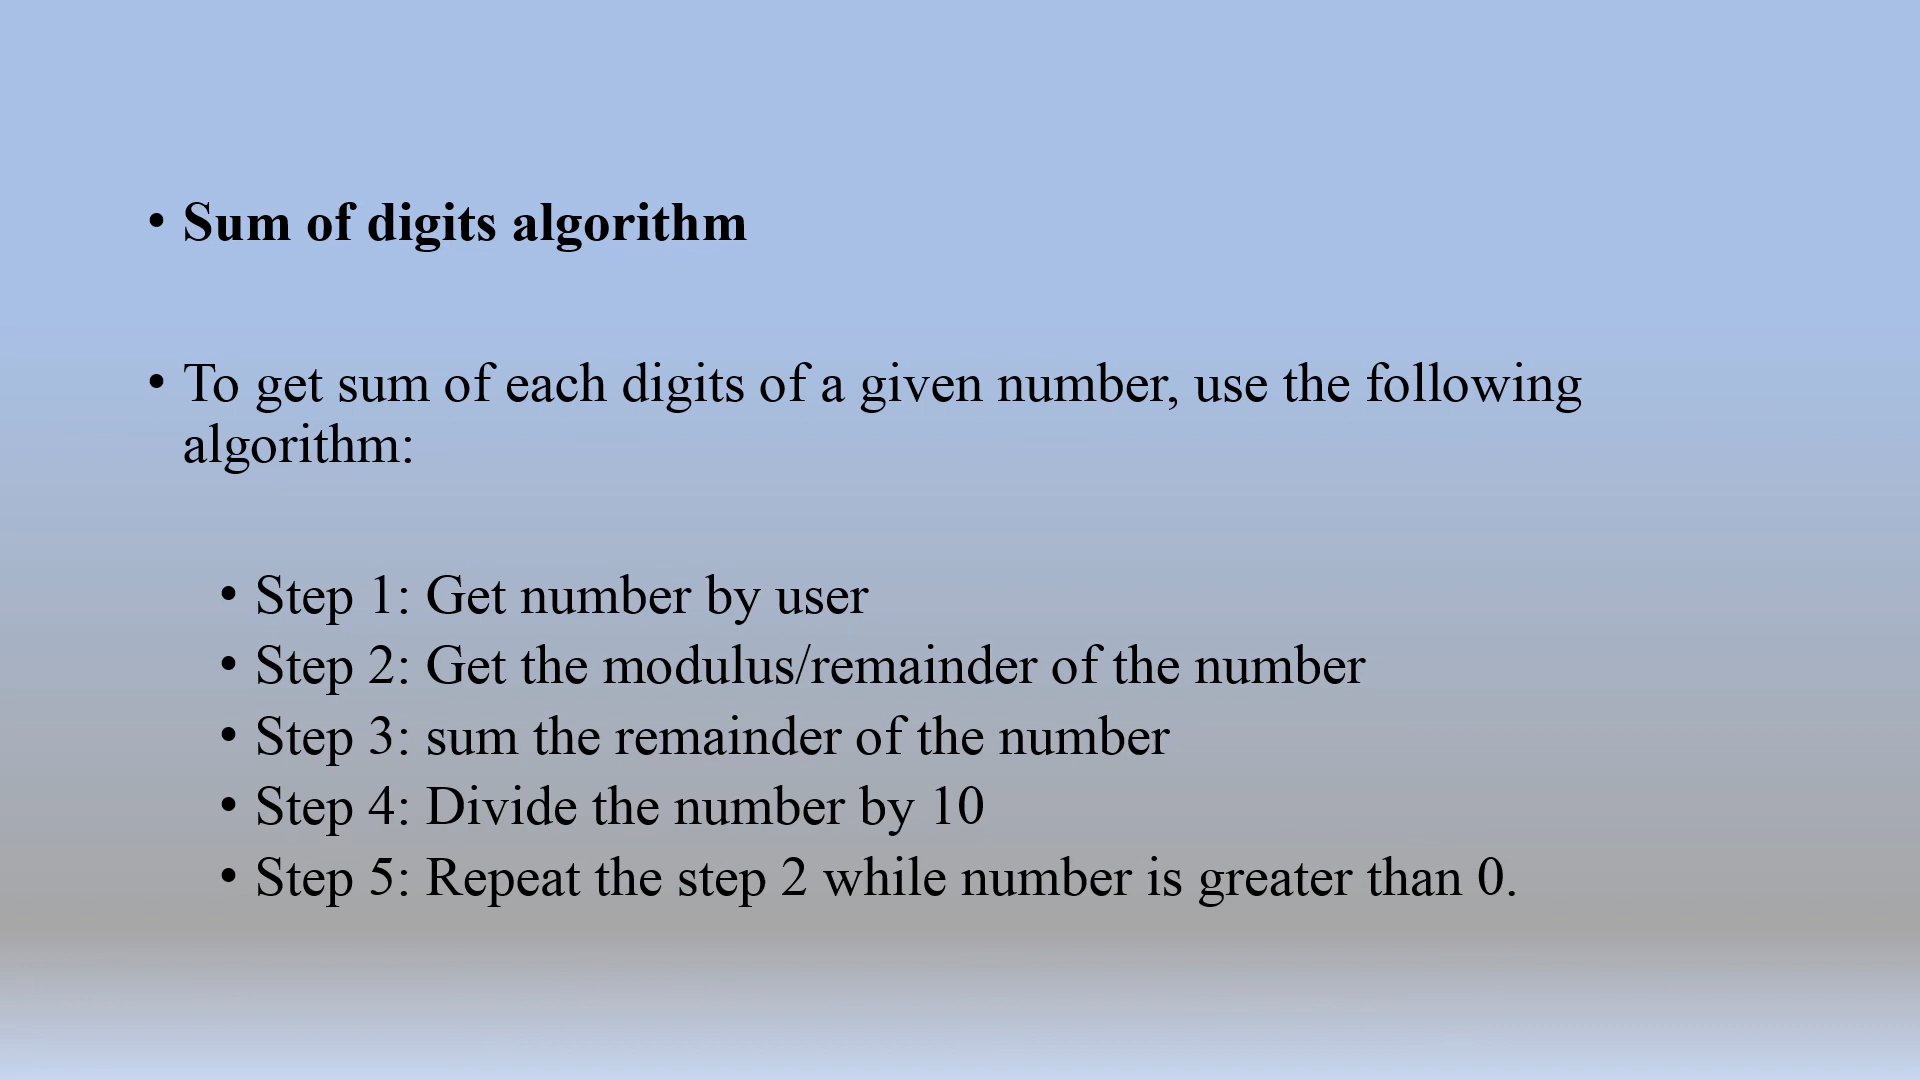 • Sum of digits algorithm
• To get sum of each digits of a given number, use the following
algorithm:
• Step 1: Get number by user
• Step 2: Get the modulus/remainder of the number
• Step 3: sum the remainder of the number
• Step 4: Divide the number by 10
• Step 5: Repeat the step 2 while number is greater than 0.